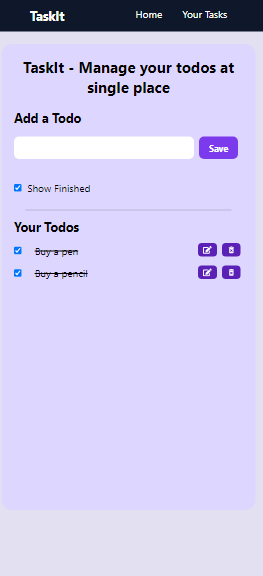 TaskIt
Home
Your Tasks
TaskIt - Manage your todos at
single place
Add a Todo
Save
Show Finished
Your Todos
Buy a pen
Buy a pencil